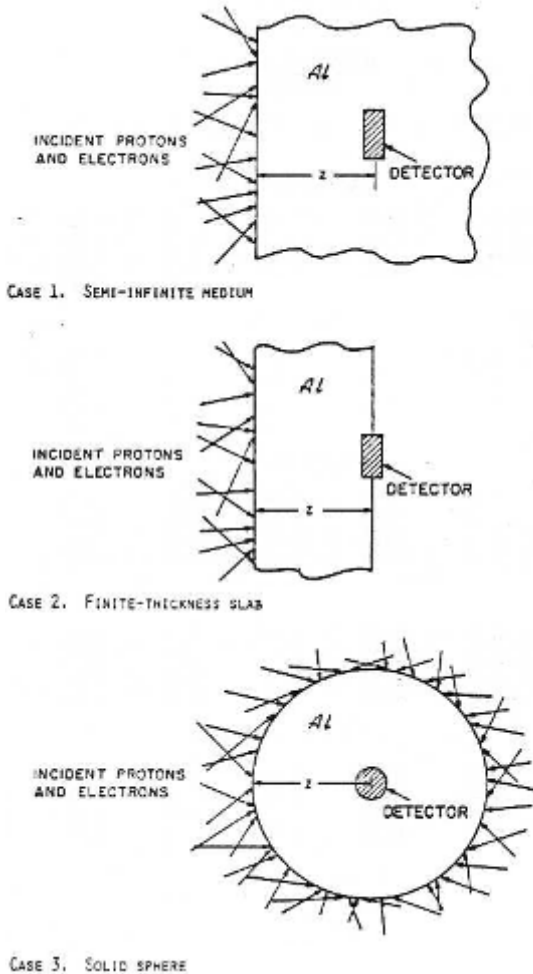 Al
INCIDENT PROTONS
AND ELECTRONS
z
DETECTOR
CASE 1. SEMI-INFINITE MEDIUM
Al
INCIDENT PROTONS
AND ELECTRONS
DETECTOR
z
CASE 2. FINITE-THICKNESS SLAB
Al
INCIDENT PROTONS
AND ELECTRONS
z
DETECTOR
CASE 3. SOLID SPHERE